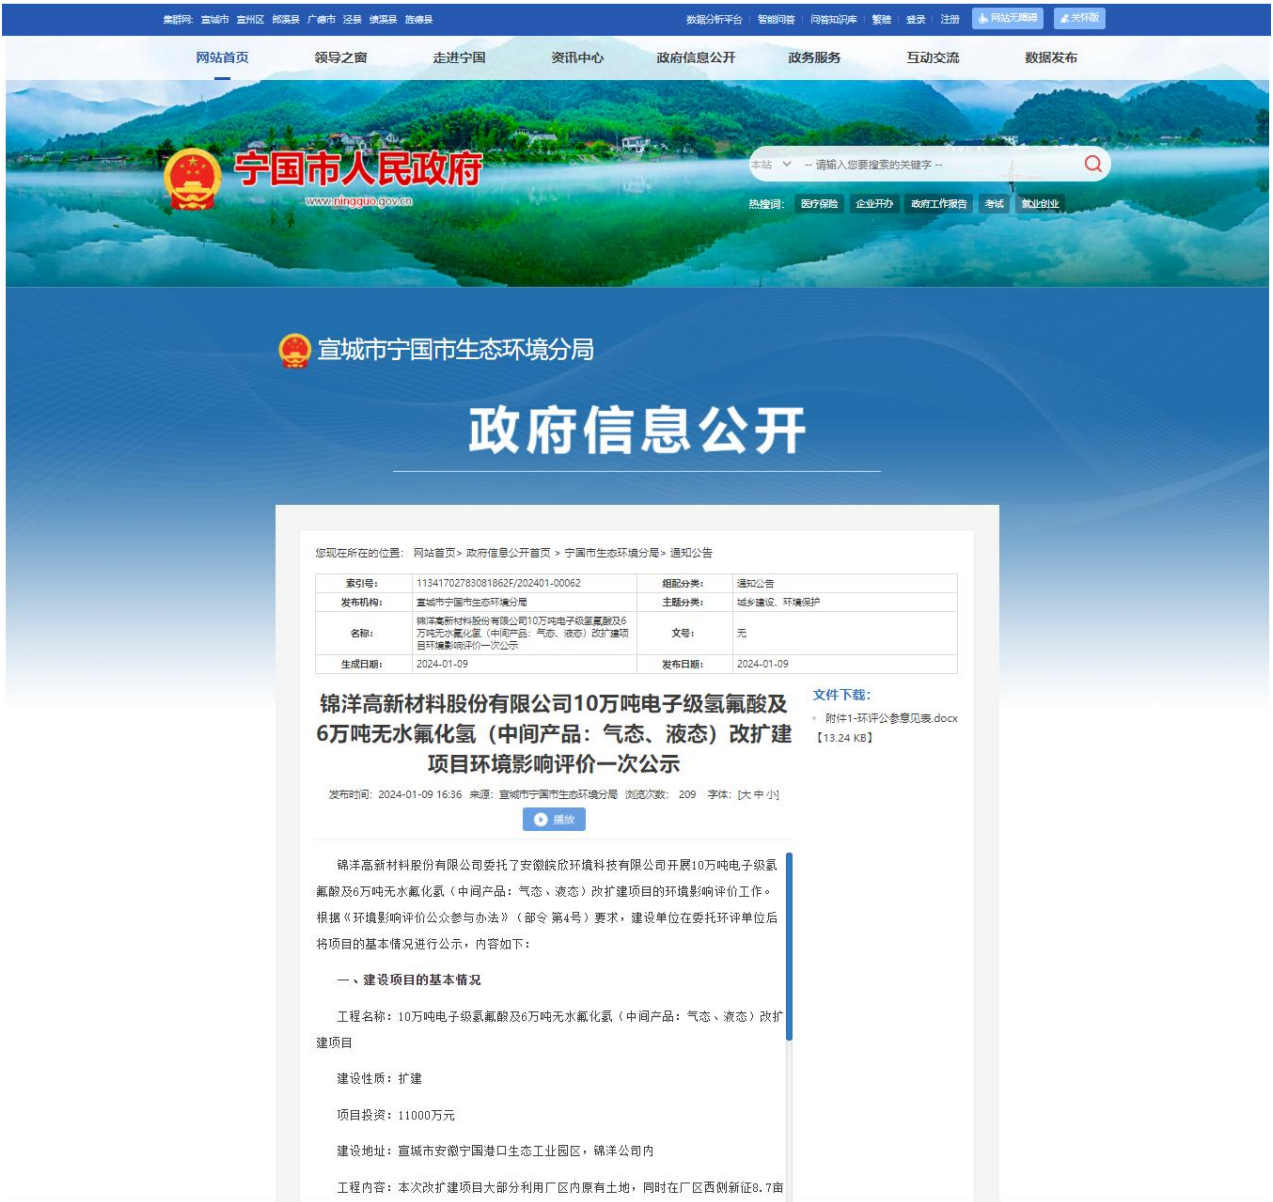 集群网: 宣城市 宣州区 郎溪县 广德市 泾县 绩溪县 旌德县
数据分析平台 智能问答 问答知识库 繁體 登录 注册 网站无障碍 关怀版
网站首页 领导之窗 走进宁国 资讯中心 政府信息公开 政务服务 互动交流 数据发布
宁国市人民政府
www.ningguo.gov.cn
本站 -- 请输入您要搜索的关键字 --
热搜词: 医疗保险 企业开办 政府工作报告 考试 就业创业
宣城市宁国市生态环境分局
政府信息公开
您现在所在的位置: 网站首页> 政府信息公开首页 > 宁国市生态环境分局> 通知公告
索引号: 11341702783081862F/202401-00062 组配分类: 通知公告
发布机构: 宣城市宁国市生态环境分局 主题分类: 城乡建设、环境保护
名称: 锦洋高新材料股份有限公司10万吨电子级氢氟酸及6
万吨无水氟化氢（中间产品：气态、液态）改扩建项
目环境影响评价一次公示
文号: 无
生成日期: 2024-01-09 发布日期: 2024-01-09
锦洋高新材料股份有限公司10万吨电子级氢氟酸及
6万吨无水氟化氢（中间产品：气态、液态）改扩建
项目环境影响评价一次公示
文件下载:
附件1-环评公参意见表.docx
【13.24 KB】
发布时间: 2024-01-09 16:36 来源: 宣城市宁国市生态环境分局 浏览次数: 209 字体: [大 中 小]
播放
锦洋高新材料股份有限公司委托了安徽皖欣环境科技有限公司开展10万吨电子级氢
氟酸及6万吨无水氟化氢（中间产品：气态、液态）改扩建项目的环境影响评价工作。
根据《环境影响评价公众参与办法》（部令 第4号）要求，建设单位在委托环评单位后
将项目的基本情况进行公示，内容如下：
一、建设项目的基本情况
工程名称：10万吨电子级氢氟酸及6万吨无水氟化氢（中间产品：气态、液态）改扩
建项目
建设性质：扩建
项目投资：11000万元
建设地址：宣城市安徽宁国港口生态工业园区，锦洋公司内
工程内容：本次改扩建项目大部分利用厂区内原有土地，同时在厂区西侧新征8.7亩